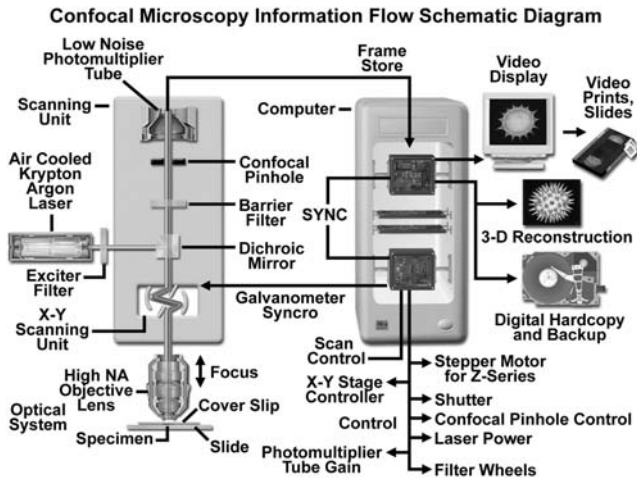 Confocal Microscopy Information Flow Schematic Diagram
Low Noise
Photomultiplier
Tube
Scanning
Unit
Air Cooled
Krypton
Argon
Laser
Exciter
Filter
X-Y
Scanning
Unit
High NA
Objective
Lens
Optical
System
Specimen
Slide
Cover Slip
Focus
Confocal
Pinhole
Barrier
Filter
Dichroic
Mirror
Galvanometer
Syncro
Frame
Store
Computer
SYNC
Scan
Control
X-Y Stage
Controller
Control
Photomultiplier
Tube Gain
Video
Display
Video
Prints,
Slides
3-D Reconstruction
Digital Hardcopy
and Backup
Stepper Motor
for Z-Series
Shutter
Confocal Pinhole Control
Laser Power
Filter Wheels